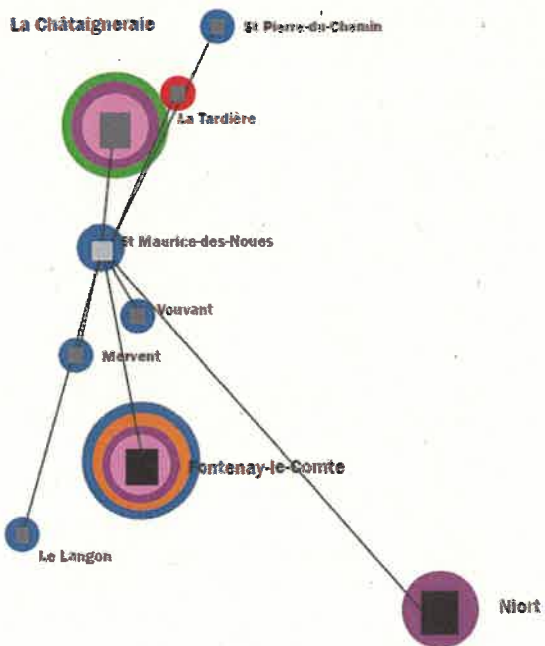 La Châtaigneraie
St Pierre-du-Chemin
La Tardière
St Maurice-des-Noues
Vouvant
Mervent
Fontenay-le-Comte
Le Langon
Niort